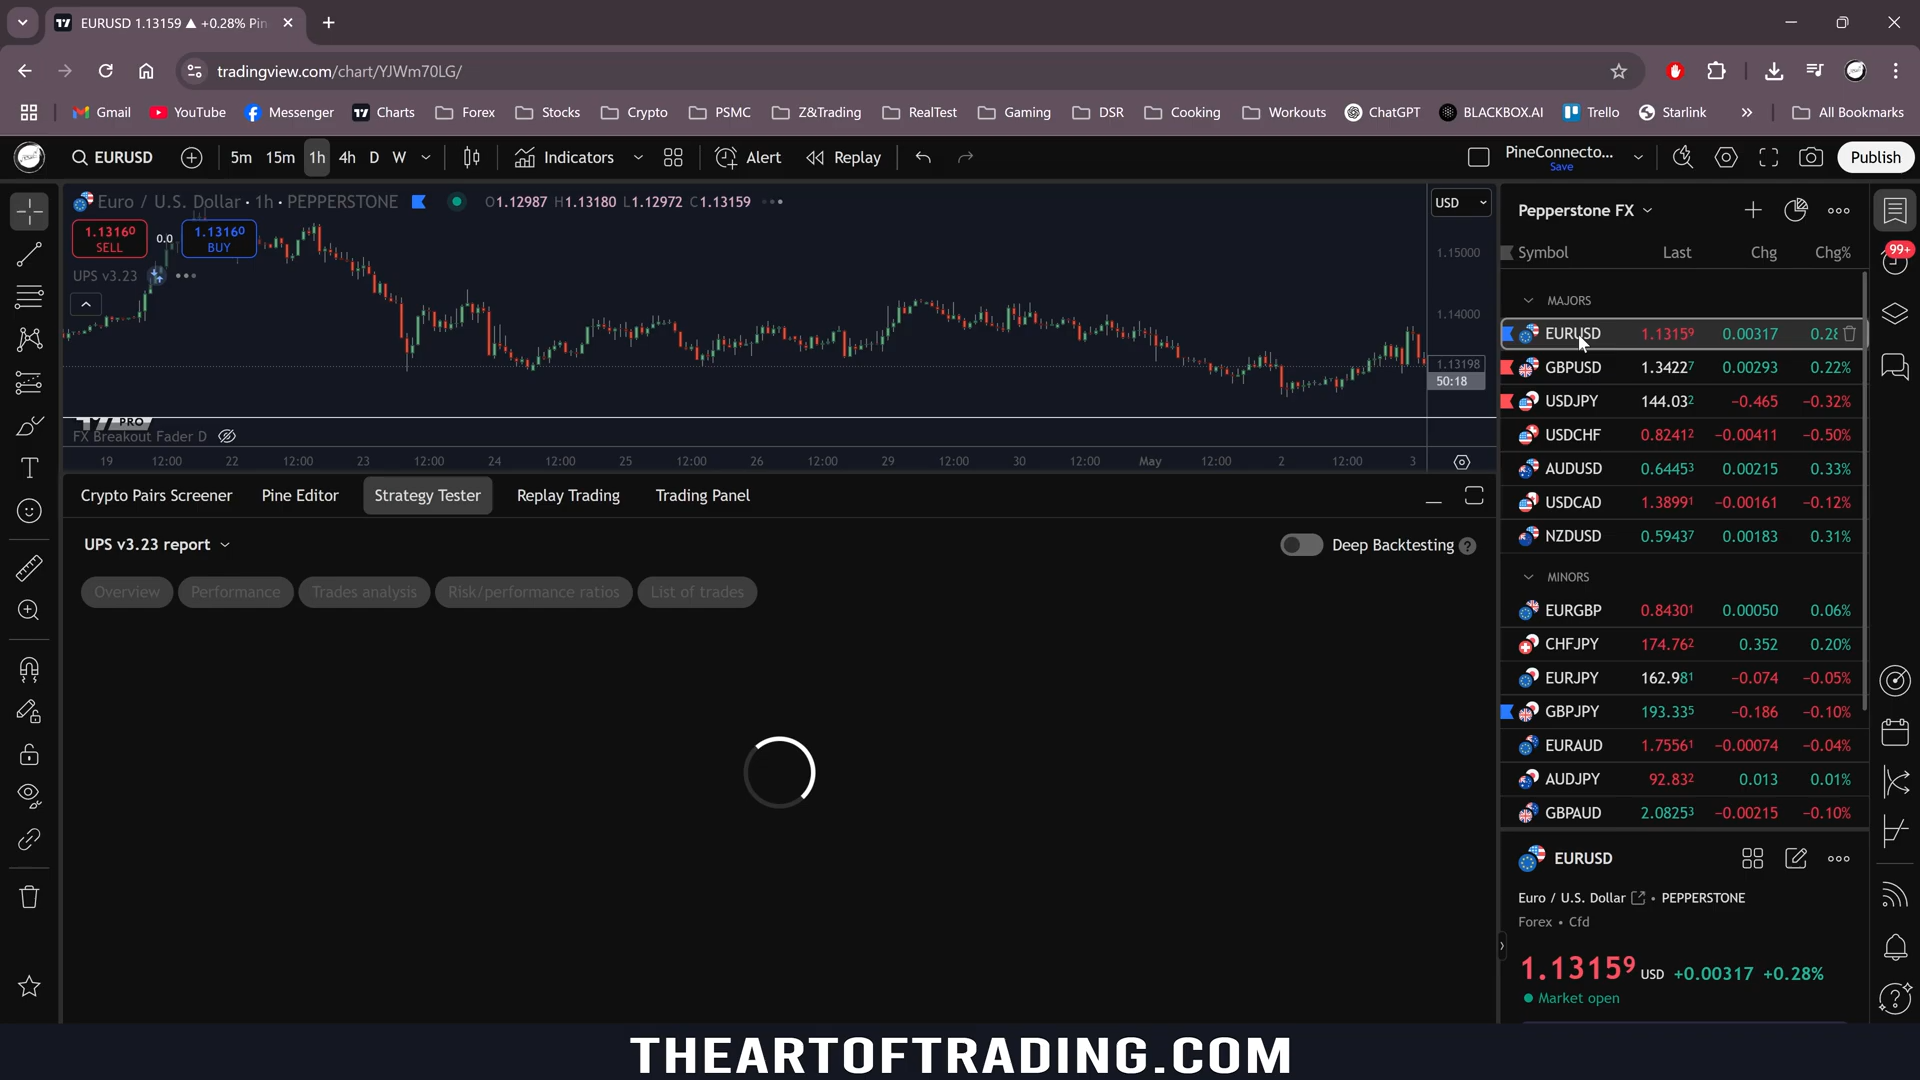 EURUSD 1.13159 ▲ +0.28% Pin
tradingview.com/chart/YJWm70LG/
Gmail YouTube Messenger Charts Forex Stocks Crypto PSMC Z&Trading RealTest Gaming DSR Cooking Workouts ChatGPT BLACKBOX.AI Trello Starlink » All Bookmarks
EURUSD 5m 15m 1h 4h D W Indicators Alert Replay PineConnecto... Save Publish
Euro / U.S. Dollar · 1h · PEPPERSTONE O1.12987 H1.13180 L1.12972 C1.13159
USD
1.13160 SELL 0.0 1.13160 BUY
UPS v3.23
1.15000
1.14000
1.13198
50:18
PRO
FX Breakout Fader D
19 12:00 22 12:00 23 12:00 24 12:00 25 12:00 26 12:00 29 12:00 30 12:00 May 12:00 2 12:00 3
Crypto Pairs Screener Pine Editor Strategy Tester Replay Trading Trading Panel
UPS v3.23 report
Deep Backtesting ?
Overview Performance Trades analysis Risk/performance ratios List of trades
Pepperstone FX
99+
Symbol Last Chg Chg%
MAJORS
EURUSD 1.13159 0.00317 0.28
GBPUSD 1.34227 0.00293 0.22%
USDJPY 144.032 −0.465 −0.32%
USDCHF 0.82412 −0.00411 −0.50%
AUDUSD 0.64453 0.00215 0.33%
USDCAD 1.38991 −0.00161 −0.12%
NZDUSD 0.59437 0.00183 0.31%
MINORS
EURGBP 0.84301 0.00050 0.06%
CHFJPY 174.762 0.352 0.20%
EURJPY 162.981 −0.074 −0.05%
GBPJPY 193.335 −0.186 −0.10%
EURAUD 1.75561 −0.00074 −0.04%
AUDJPY 92.832 0.013 0.01%
GBPAUD 2.08253 −0.00215 −0.10%
EURUSD
Euro / U.S. Dollar • PEPPERSTONE
Forex • Cfd
1.13159 USD +0.00317 +0.28%
Market open
THEARTOFTRADING.COM